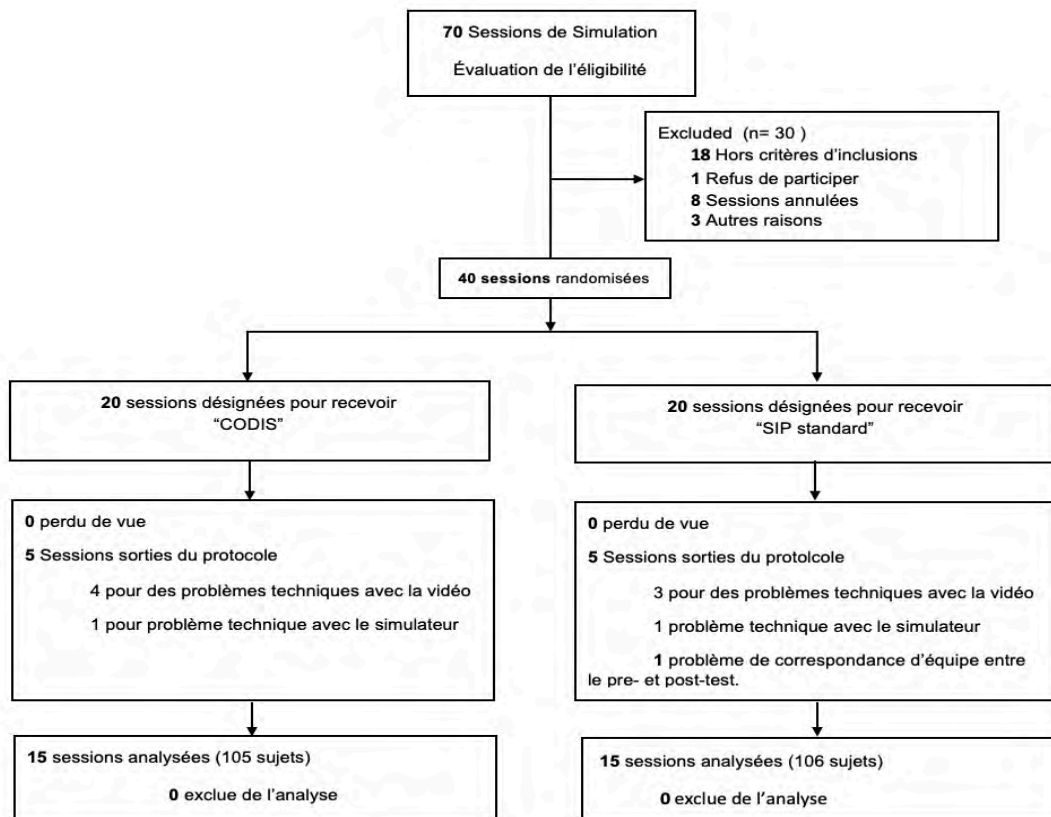 70 Sessions de Simulation
Évaluation de l'éligibilité
Excluded (n= 30 )
18 Hors critères d'inclusions
1 Refus de participer
8 Sessions annulées
3 Autres raisons
40 sessions randomisées
20 sessions désignées pour recevoir
“CODIS”
0 perdu de vue
5 Sessions sorties du protocole
4 pour des problèmes techniques avec la vidéo
1 pour problème technique avec le simulateur
15 sessions analysées (105 sujets)
0 exclue de l'analyse
20 sessions désignées pour recevoir
“SIP standard”
0 perdu de vue
5 Sessions sorties du protolcole
3 pour des problèmes techniques avec la vidéo
1 problème technique avec le simulateur
1 problème de correspondance d'équipe entre
le pre- et post-test.
15 sessions analysées (106 sujets)
0 exclue de l'analyse